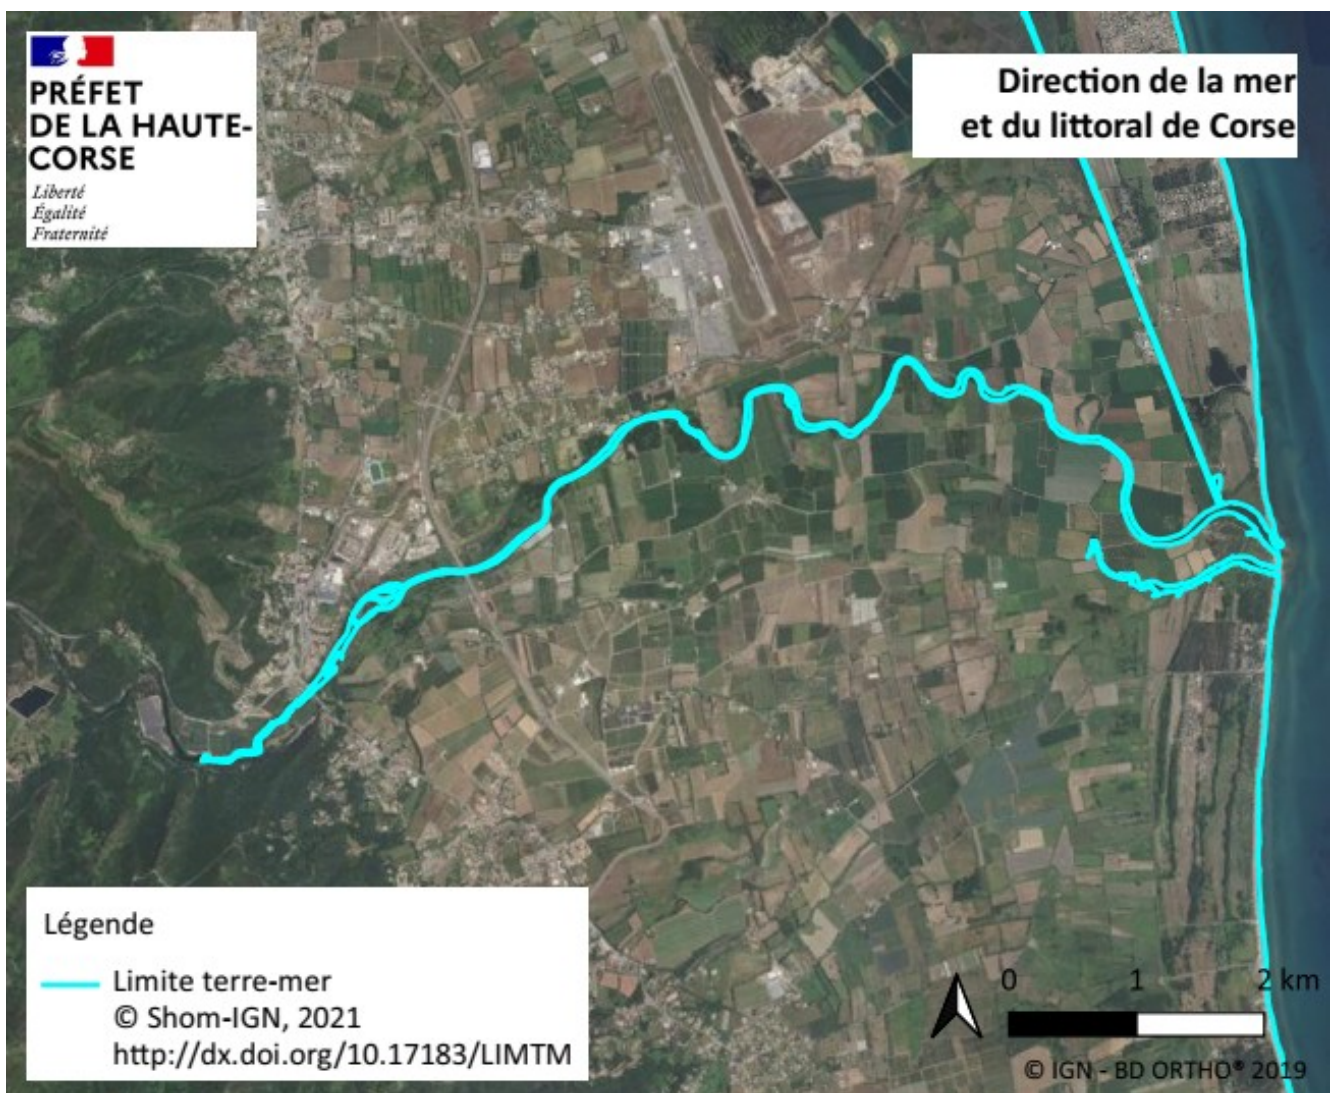 PRÉFET
DE LA HAUTE-
CORSE
Liberté
Égalité
Fraternité
Direction de la mer
et du littoral de Corse
Légende
Limite terre-mer
© Shom-IGN, 2021
http://dx.doi.org/10.17183/LIMTM
0 1 2 km
© IGN - BD ORTHO® 2019